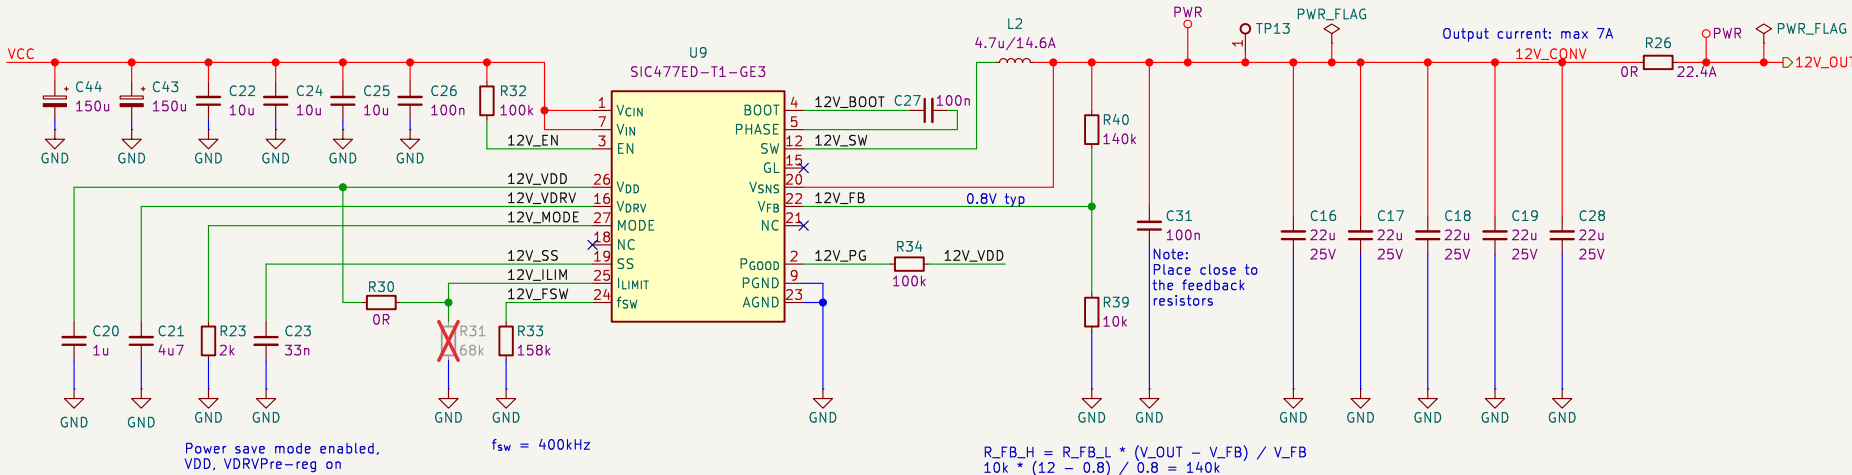 VCC
C44
150u
GND
C43
150u
GND
C22
10u
GND
C24
10u
GND
C25
10u
GND
C26
100n
GND
R32
100k
U9
SIC477ED-T1-GE3
1 VCIN
7 VIN
3 EN
26 VDD
16 VDRV
27 MODE
18 NC
19 SS
25 ILIMIT
24 fSW
BOOT 4
PHASE 5
SW 12
GL 15
VSNS 20
VFB 22
NC 21
PGOOD 2
PGND 9
AGND 23
12V_EN
12V_VDD
12V_VDRV
12V_MODE
12V_SS
12V_ILIM
12V_FSW
12V_BOOT
C27
100n
12V_SW
12V_FB
0.8V typ
12V_PG
R34
100k
12V_VDD
L2
4.7u/14.6A
PWR
1
TP13
PWR_FLAG
Output current: max 7A
12V_CONV
R26
0R
22.4A
PWR
PWR_FLAG
12V_OUT
R40
140k
R39
10k
GND
C31
100n
Note:
Place close to
the feedback
resistors
GND
C16
22u
25V
GND
C17
22u
25V
GND
C18
22u
25V
GND
C19
22u
25V
GND
C28
22u
25V
GND
C20
1u
GND
C21
4u7
GND
R23
2k
GND
C23
33n
GND
R30
0R
R31
68k
GND
R33
158k
GND
GND
Power save mode enabled,
VDD, VDRVPre-reg on
fsw = 400kHz
R_FB_H = R_FB_L * (V_OUT - V_FB) / V_FB
10k * (12 - 0.8) / 0.8 = 140k